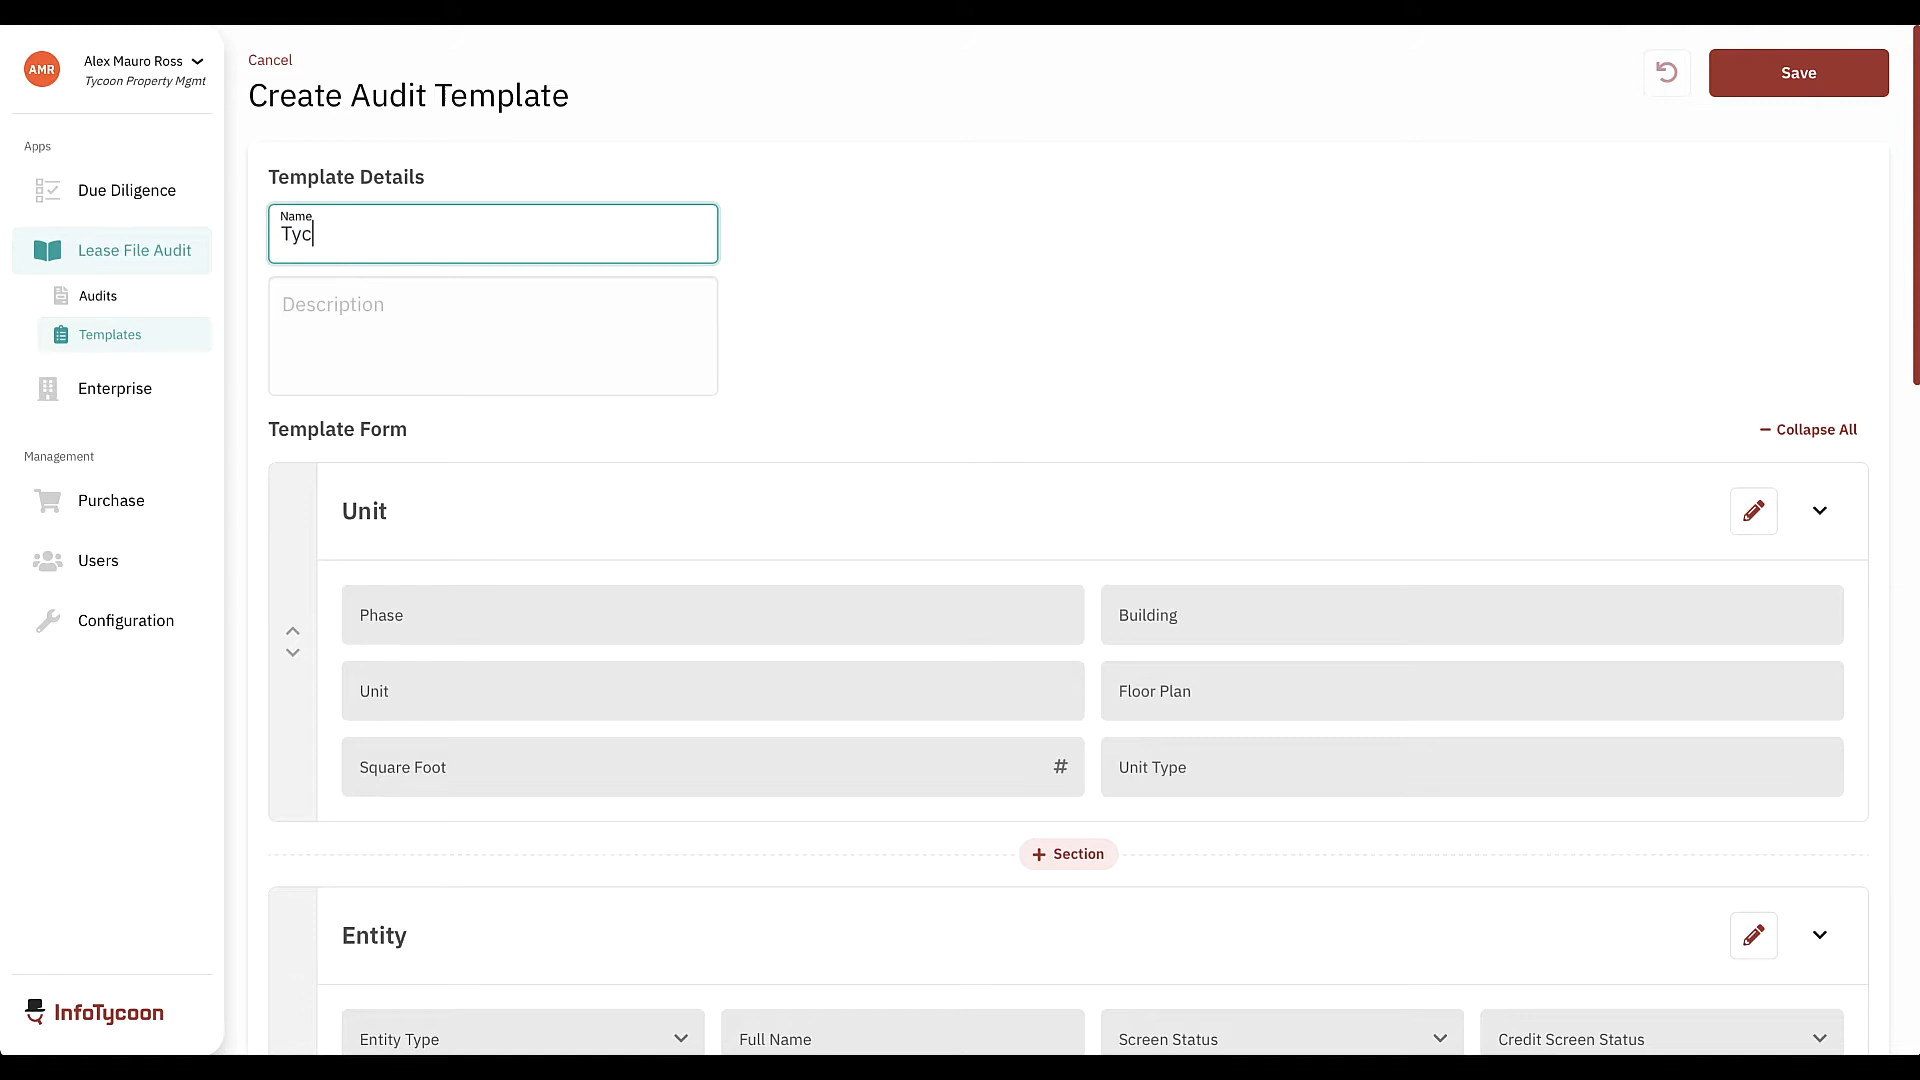 AMR
Alex Mauro Ross
Tycoon Property Mgmt
Apps
Due Diligence
Lease File Audit
Audits
Templates
Enterprise
Management
Purchase
Users
Configuration
InfoTycoon
Cancel
Create Audit Template
Save
Template Details
Name
Tyc
Description
Template Form
Collapse All
Unit
Phase
Building
Unit
Floor Plan
Square Foot #
Unit Type
+ Section
Entity
Entity Type
Full Name
Screen Status
Credit Screen Status